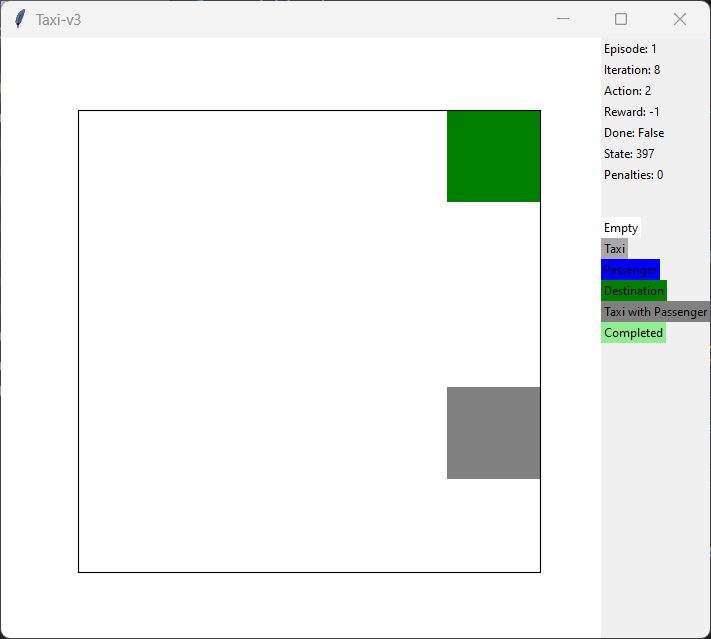 Taxi-v3
Episode: 1
Iteration: 8
Action: 2
Reward: -1
Done: False
State: 397
Penalties: 0
Empty
Taxi
Passenger
Destination
Taxi with Passenger
Completed